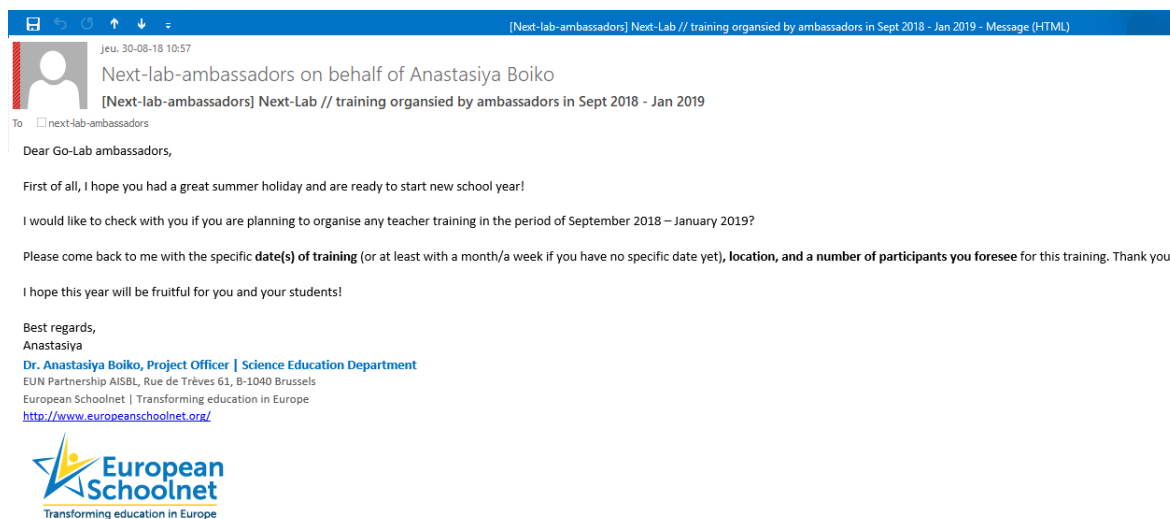 [Next-lab-ambassadors] Next-Lab // training organsied by ambassadors in Sept 2018 - Jan 2019 - Message (HTML)
jeu. 30-08-18 10:57
Next-lab-ambassadors on behalf of Anastasiya Boiko
[Next-lab-ambassadors] Next-Lab // training organsied by ambassadors in Sept 2018 - Jan 2019
To next-lab-ambassadors
Dear Go-Lab ambassadors,
First of all, I hope you had a great summer holiday and are ready to start new school year!
I would like to check with you if you are planning to organise any teacher training in the period of September 2018 – January 2019?
Please come back to me with the specific date(s) of training (or at least with a month/a week if you have no specific date yet), location, and a number of participants you foresee for this training. Thank you
I hope this year will be fruitful for you and your students!
Best regards,
Anastasiya
Dr. Anastasiya Boiko, Project Officer | Science Education Department
EUN Partnership AISBL, Rue de Trèves 61, B-1040 Brussels
European Schoolnet | Transforming education in Europe
http://www.europeanschoolnet.org/
European
Schoolnet
Transforming education in Europe